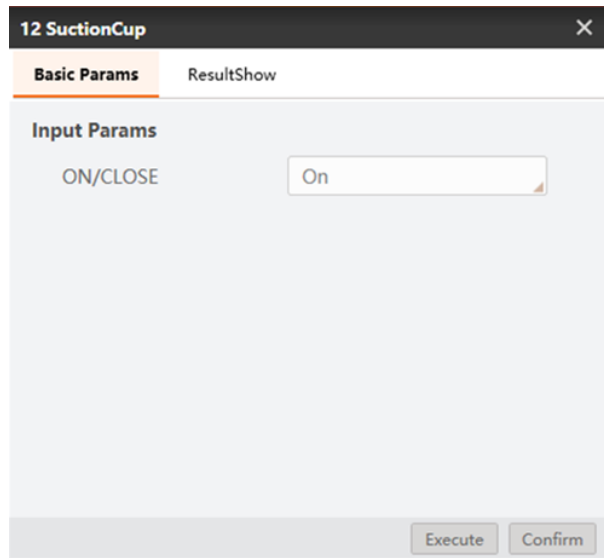 12 SuctionCup
Basic Params ResultShow
Input Params
ON/CLOSE On
Execute Confirm